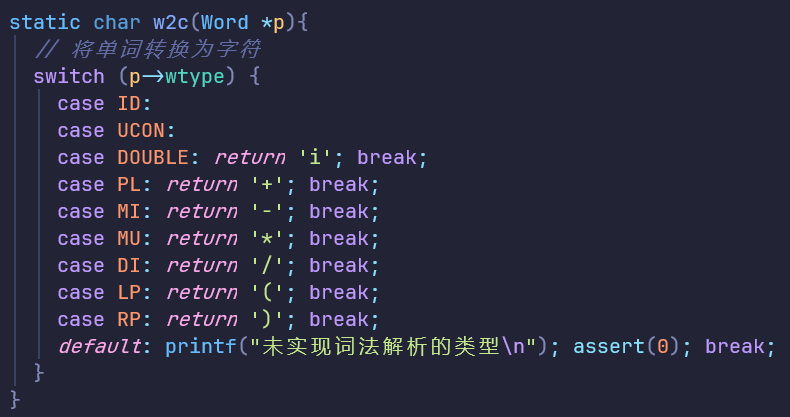 static char w2c(Word *p){
// 将单词转换为字符
switch (p->wtype) {
case ID:
case UCON:
case DOUBLE: return 'i'; break;
case PL: return '+'; break;
case MI: return '-'; break;
case MU: return '*'; break;
case DI: return '/'; break;
case LP: return '('; break;
case RP: return ')'; break;
default: printf("未实现词法解析的类型\n"); assert(0); break;
}
}